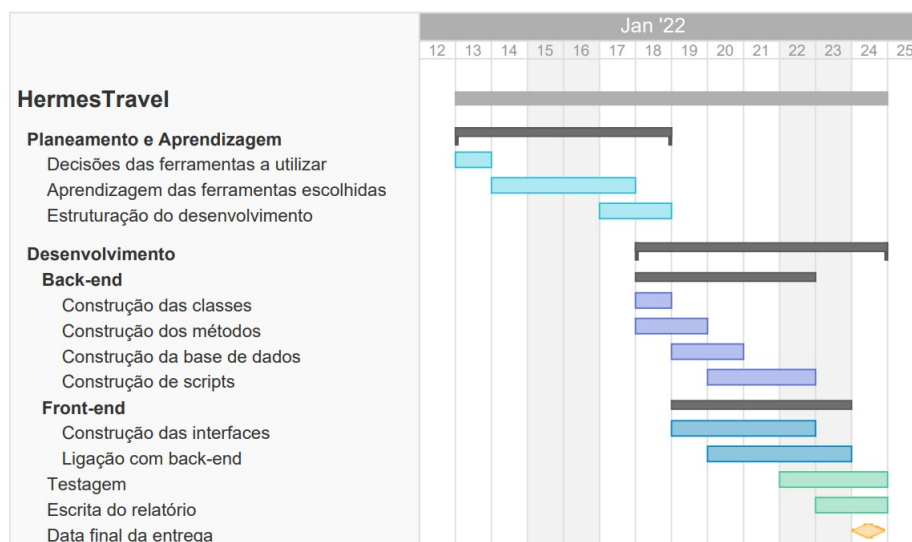 Jan '22
12 13 14 15 16 17 18 19 20 21 22 23 24 25
HermesTravel
Planeamento e Aprendizagem
Decisões das ferramentas a utilizar
Aprendizagem das ferramentas escolhidas
Estruturação do desenvolvimento
Desenvolvimento
Back-end
Construção das classes
Construção dos métodos
Construção da base de dados
Construção de scripts
Front-end
Construção das interfaces
Ligação com back-end
Testagem
Escrita do relatório
Data final da entrega